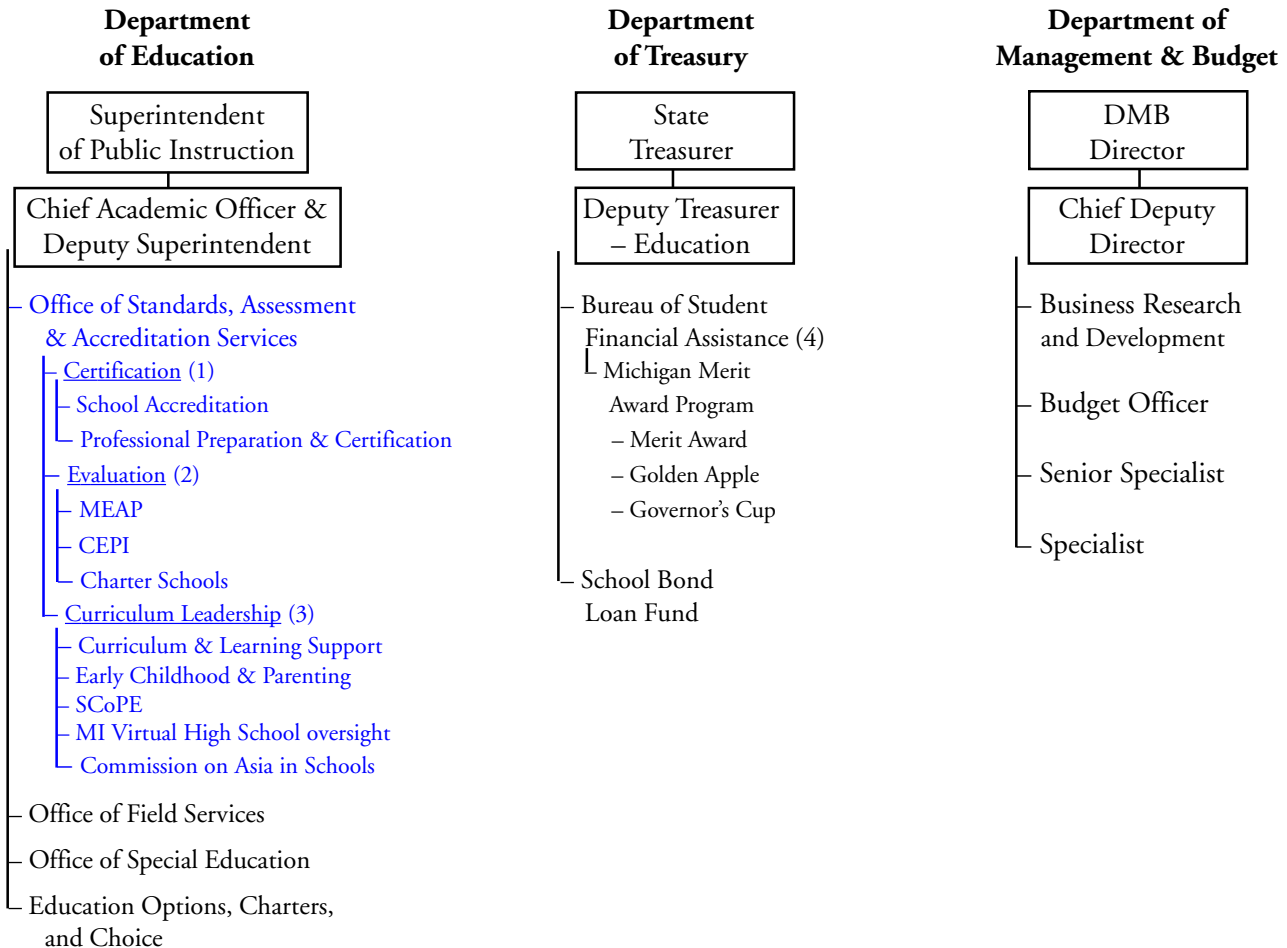 Department
of Education
Superintendent
of Public Instruction
Chief Academic Officer &
Deputy Superintendent
– Office of Standards, Assessment
& Accreditation Services
– Certification (1)
– School Accreditation
– Professional Preparation & Certification
– Evaluation (2)
– MEAP
– CEPI
– Charter Schools
– Curriculum Leadership (3)
– Curriculum & Learning Support
– Early Childhood & Parenting
– SCoPE
– MI Virtual High School oversight
– Commission on Asia in Schools
– Office of Field Services
– Office of Special Education
– Education Options, Charters,
and Choice
Department
of Treasury
State
Treasurer
Deputy Treasurer
– Education
– Bureau of Student
Financial Assistance (4)
– Michigan Merit
Award Program
– Merit Award
– Golden Apple
– Governor’s Cup
– School Bond
Loan Fund
Department of
Management & Budget
DMB
Director
Chief Deputy
Director
– Business Research
and Development
– Budget Officer
– Senior Specialist
– Specialist